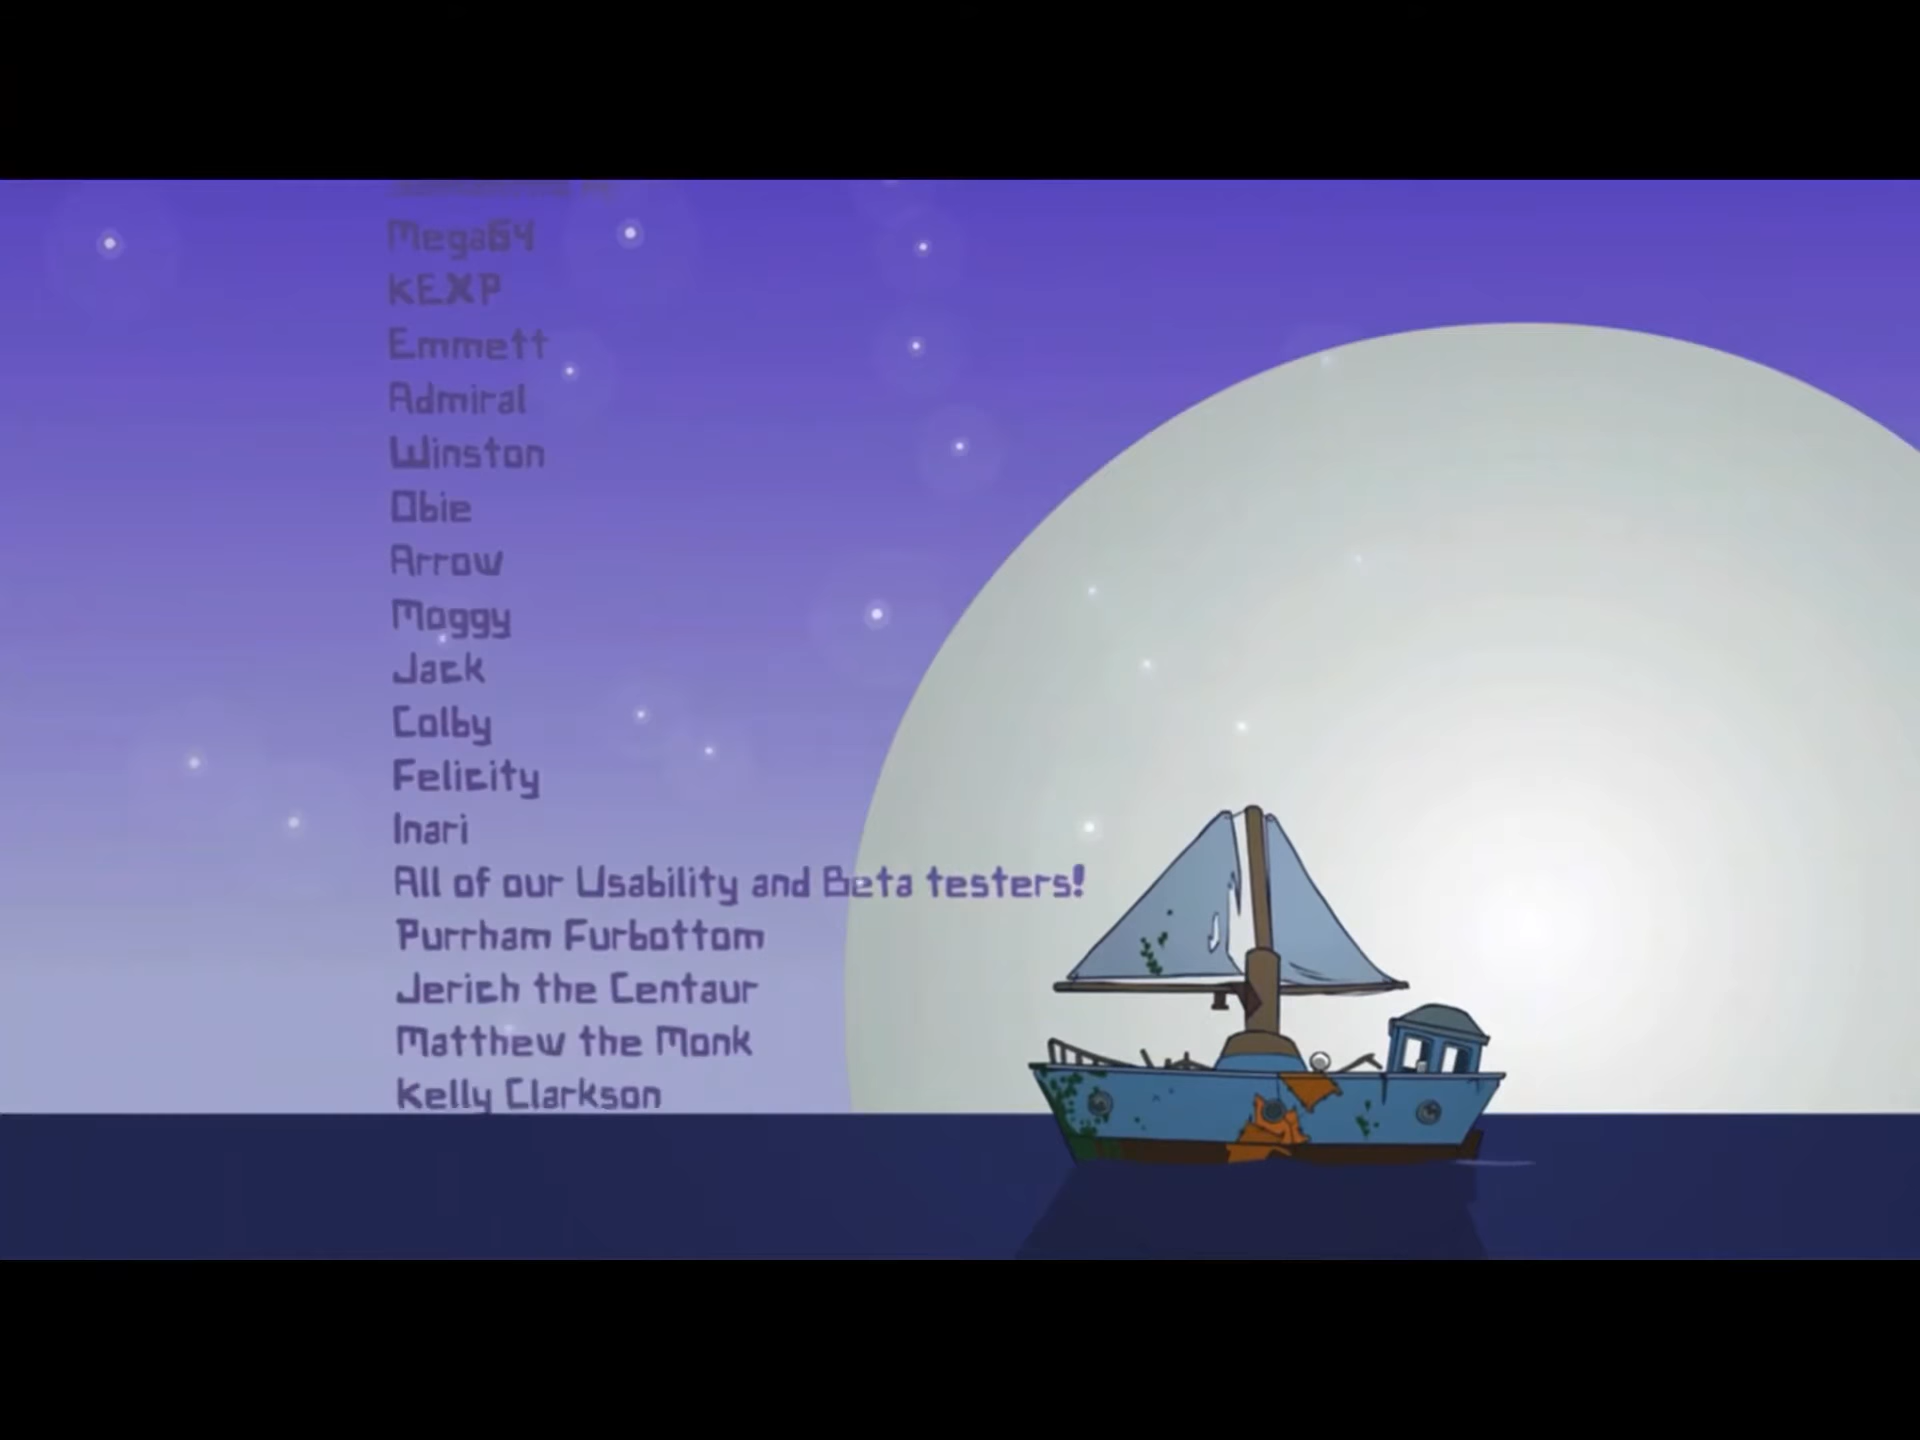 Mega64
KEXP
Emmett
Admiral
Winston
Obie
Arrow
Moggy
Jack
Colby
Felicity
Inari
All of our Usability and Beta testers!
Purrham Furbottom
Jerich the Centaur
Matthew the Monk
Kelly Clarkson